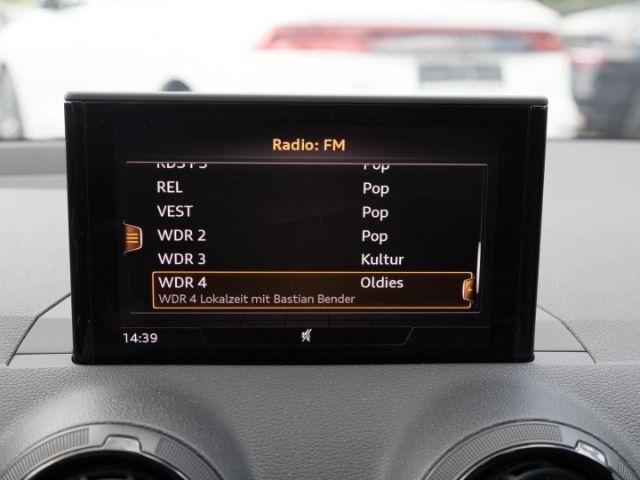 Radio: FM
Pop
REL Pop
VEST Pop
WDR 2 Pop
WDR 3 Kultur
WDR 4 Oldies
WDR 4 Lokalzeit mit Bastian Bender
14:39